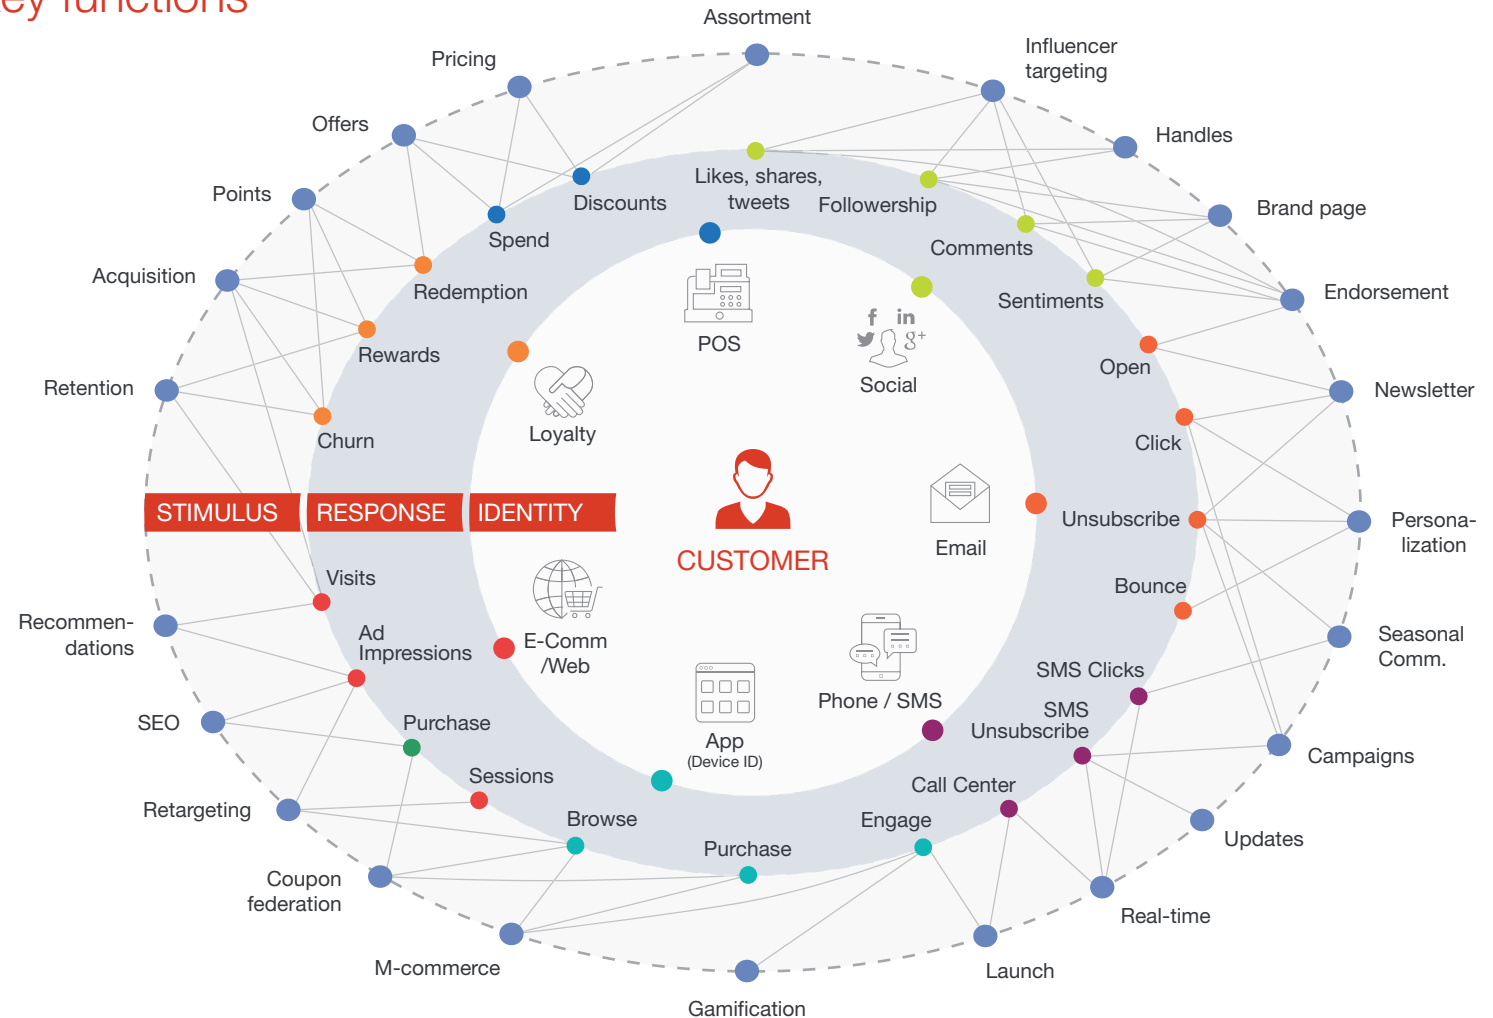 key functions
Assortment
Influencer
targeting
Pricing
Offers
Handles
Points
Likes, shares,
tweets
Discounts
Followership
Brand page
Spend
Comments
Acquisition
Redemption
Sentiments
Endorsement
POS
f in
g+
Rewards
Open
Social
Retention
Newsletter
Loyalty
Churn
Click
STIMULUS
RESPONSE
IDENTITY
CUSTOMER
Email
Unsubscribe
Persona-
lization
Visits
Bounce
Recommen-
dations
Ad
Impressions
E-Comm
/Web
Seasonal
Comm.
SMS Clicks
Phone / SMS
SMS
Unsubscribe
SEO
Purchase
App
(Device ID)
Campaigns
Sessions
Call Center
Retargeting
Browse
Engage
Updates
Purchase
Coupon
federation
Real-time
M-commerce
Launch
Gamification